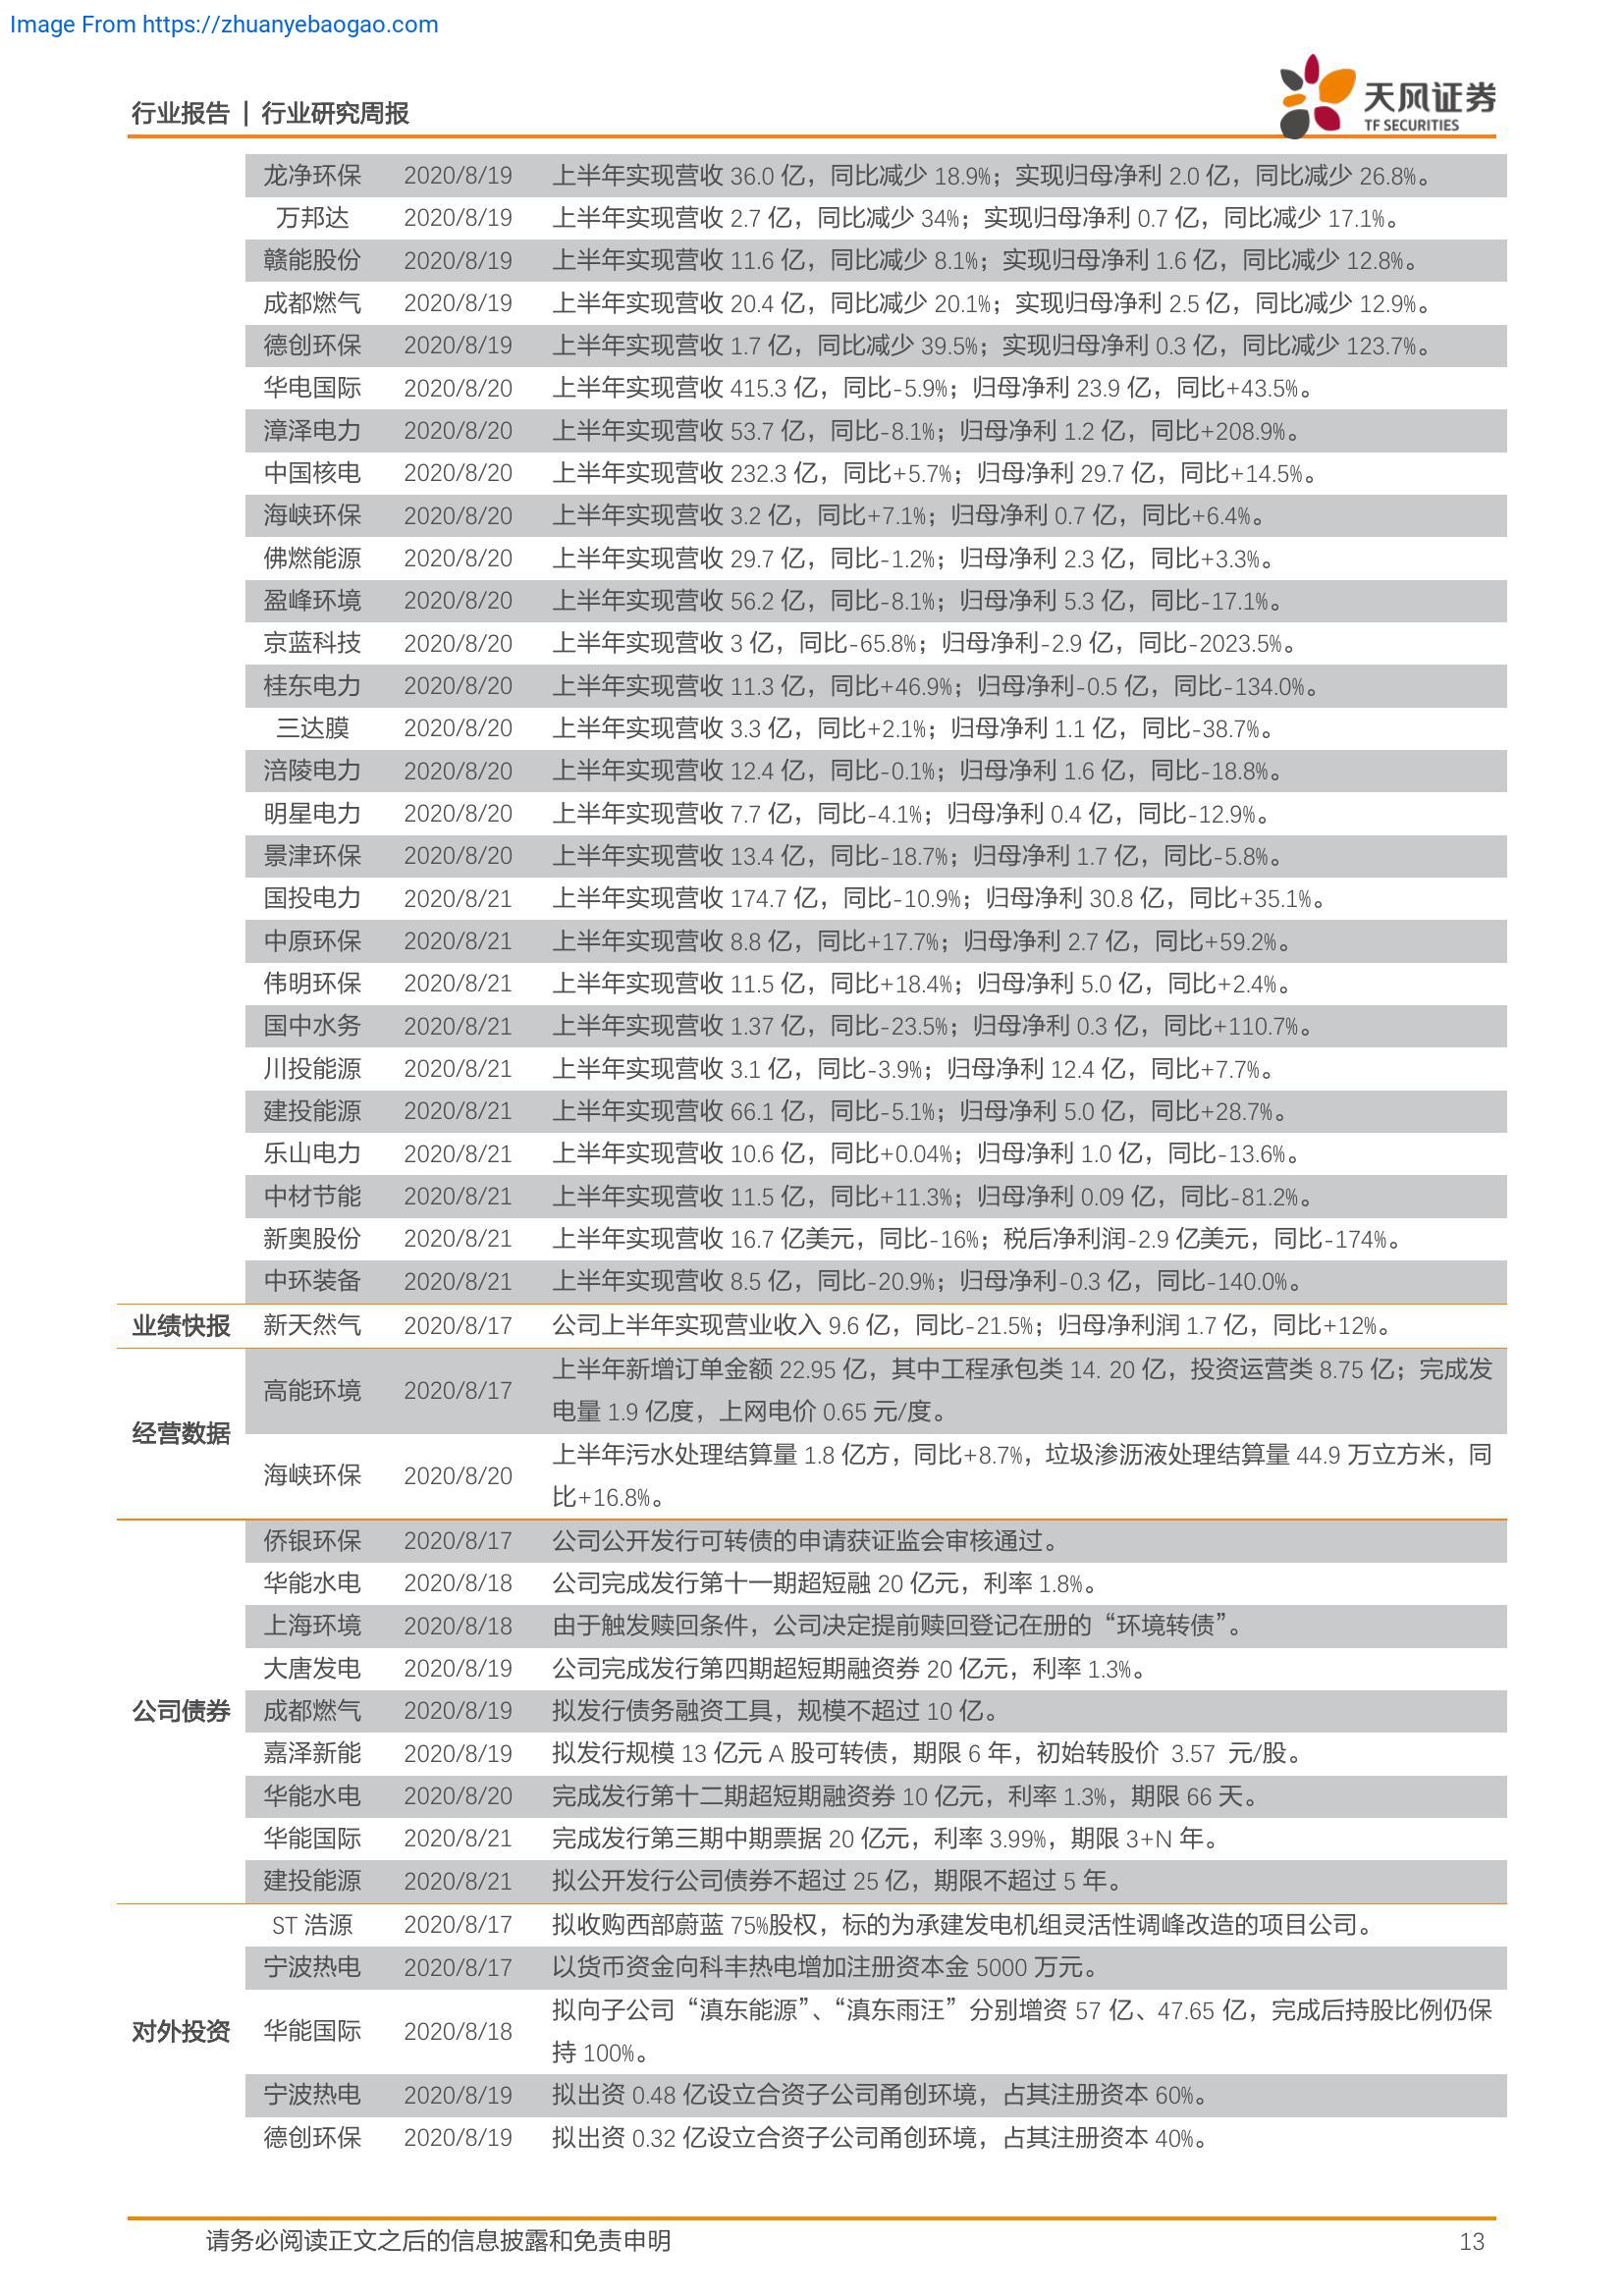 Image From https://zhuanyebaogao.com
行业报告 | 行业研究周报
天风证券
TF SECURITIES
龙净环保 2020/8/19 上半年实现营收 36.0 亿，同比减少 18.9%；实现归母净利 2.0 亿，同比减少 26.8%。
万邦达 2020/8/19 上半年实现营收 2.7 亿，同比减少 34%；实现归母净利 0.7 亿，同比减少 17.1%。
赣能股份 2020/8/19 上半年实现营收 11.6 亿，同比减少 8.1%；实现归母净利 1.6 亿，同比减少 12.8%。
成都燃气 2020/8/19 上半年实现营收 20.4 亿，同比减少 20.1%；实现归母净利 2.5 亿，同比减少 12.9%。
德创环保 2020/8/19 上半年实现营收 1.7 亿，同比减少 39.5%；实现归母净利 0.3 亿，同比减少 123.7%。
华电国际 2020/8/20 上半年实现营收 415.3 亿，同比-5.9%；归母净利 23.9 亿，同比+43.5%。
漳泽电力 2020/8/20 上半年实现营收 53.7 亿，同比-8.1%；归母净利 1.2 亿，同比+208.9%。
中国核电 2020/8/20 上半年实现营收 232.3 亿，同比+5.7%；归母净利 29.7 亿，同比+14.5%。
海峡环保 2020/8/20 上半年实现营收 3.2 亿，同比+7.1%；归母净利 0.7 亿，同比+6.4%。
佛燃能源 2020/8/20 上半年实现营收 29.7 亿，同比-1.2%；归母净利 2.3 亿，同比+3.3%。
盈峰环境 2020/8/20 上半年实现营收 56.2 亿，同比-8.1%；归母净利 5.3 亿，同比-17.1%。
京蓝科技 2020/8/20 上半年实现营收 3 亿，同比-65.8%；归母净利-2.9 亿，同比-2023.5%。
桂东电力 2020/8/20 上半年实现营收 11.3 亿，同比+46.9%；归母净利-0.5 亿，同比-134.0%。
三达膜 2020/8/20 上半年实现营收 3.3 亿，同比+2.1%；归母净利 1.1 亿，同比-38.7%。
涪陵电力 2020/8/20 上半年实现营收 12.4 亿，同比-0.1%；归母净利 1.6 亿，同比-18.8%。
明星电力 2020/8/20 上半年实现营收 7.7 亿，同比-4.1%；归母净利 0.4 亿，同比-12.9%。
景津环保 2020/8/20 上半年实现营收 13.4 亿，同比-18.7%；归母净利 1.7 亿，同比-5.8%。
国投电力 2020/8/21 上半年实现营收 174.7 亿，同比-10.9%；归母净利 30.8 亿，同比+35.1%。
中原环保 2020/8/21 上半年实现营收 8.8 亿，同比+17.7%；归母净利 2.7 亿，同比+59.2%。
伟明环保 2020/8/21 上半年实现营收 11.5 亿，同比+18.4%；归母净利 5.0 亿，同比+2.4%。
国中水务 2020/8/21 上半年实现营收 1.37 亿，同比-23.5%；归母净利 0.3 亿，同比+110.7%。
川投能源 2020/8/21 上半年实现营收 3.1 亿，同比-3.9%；归母净利 12.4 亿，同比+7.7%。
建投能源 2020/8/21 上半年实现营收 66.1 亿，同比-5.1%；归母净利 5.0 亿，同比+28.7%。
乐山电力 2020/8/21 上半年实现营收 10.6 亿，同比+0.04%；归母净利 1.0 亿，同比-13.6%。
中材节能 2020/8/21 上半年实现营收 11.5 亿，同比+11.3%；归母净利 0.09 亿，同比-81.2%。
新奥股份 2020/8/21 上半年实现营收 16.7 亿美元，同比-16%；税后净利润-2.9 亿美元，同比-174%。
中环装备 2020/8/21 上半年实现营收 8.5 亿，同比-20.9%；归母净利-0.3 亿，同比-140.0%。
业绩快报 新天然气 2020/8/17 公司上半年实现营业收入 9.6 亿，同比-21.5%；归母净利润 1.7 亿，同比+12%。
经营数据
高能环境 2020/8/17 上半年新增订单金额 22.95 亿，其中工程承包类 14. 20 亿，投资运营类 8.75 亿；完成发
电量 1.9 亿度，上网电价 0.65 元/度。
海峡环保 2020/8/20 上半年污水处理结算量 1.8 亿方，同比+8.7%，垃圾渗沥液处理结算量 44.9 万立方米，同
比+16.8%。
公司债券
侨银环保 2020/8/17 公司公开发行可转债的申请获证监会审核通过。
华能水电 2020/8/18 公司完成发行第十一期超短融 20 亿元，利率 1.8%。
上海环境 2020/8/18 由于触发赎回条件，公司决定提前赎回登记在册的“环境转债”。
大唐发电 2020/8/19 公司完成发行第四期超短期融资券 20 亿元，利率 1.3%。
成都燃气 2020/8/19 拟发行债务融资工具，规模不超过 10 亿。
嘉泽新能 2020/8/19 拟发行规模 13 亿元 A 股可转债，期限 6 年，初始转股价 3.57 元/股。
华能水电 2020/8/20 完成发行第十二期超短期融资券 10 亿元，利率 1.3%，期限 66 天。
华能国际 2020/8/21 完成发行第三期中期票据 20 亿元，利率 3.99%，期限 3+N 年。
建投能源 2020/8/21 拟公开发行公司债券不超过 25 亿，期限不超过 5 年。
对外投资
ST 浩源 2020/8/17 拟收购西部蔚蓝 75%股权，标的为承建发电机组灵活性调峰改造的项目公司。
宁波热电 2020/8/17 以货币资金向科丰热电增加注册资本金 5000 万元。
华能国际 2020/8/18 拟向子公司“滇东能源”、“滇东雨汪”分别增资 57 亿、47.65 亿，完成后持股比例仍保
持 100%。
宁波热电 2020/8/19 拟出资 0.48 亿设立合资子公司甬创环境，占其注册资本 60%。
德创环保 2020/8/19 拟出资 0.32 亿设立合资子公司甬创环境，占其注册资本 40%。
请务必阅读正文之后的信息披露和免责申明 13